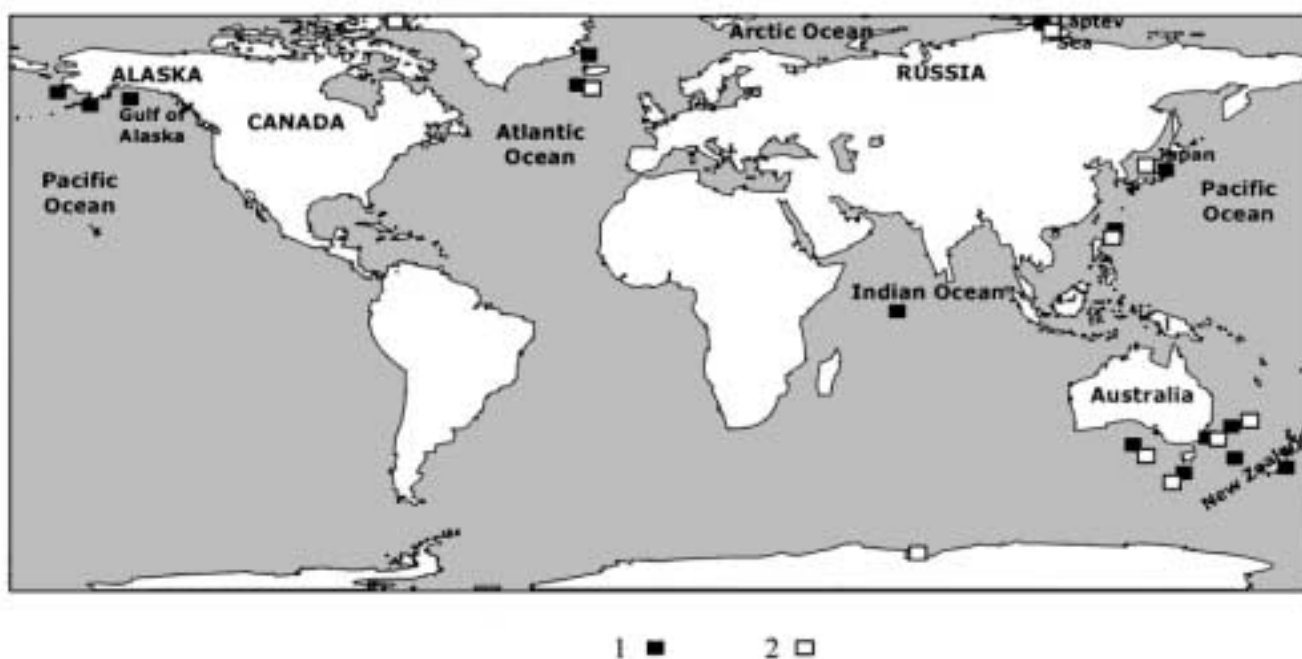 Arctic Ocean
Laptev
Sea
ALASKA
RUSSIA
Gulf of
Alaska
CANADA
Atlantic
Ocean
Japan
Pacific
Ocean
Pacific
Ocean
Indian Ocean
Australia
New Zealand
1
2